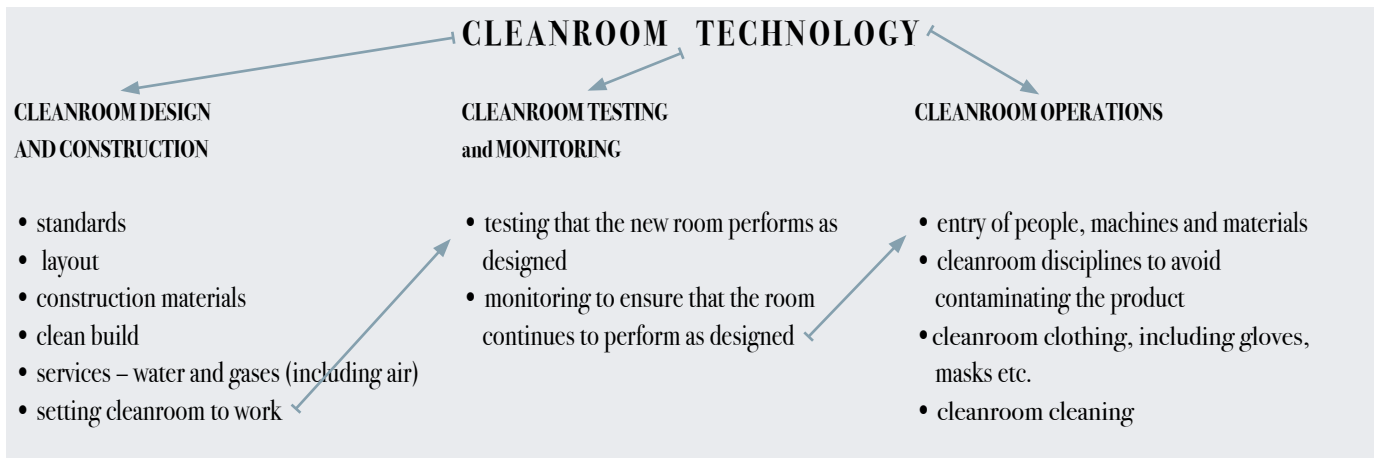 CLEANROOM TECHNOLOGY
CLEANROOM DESIGN
AND CONSTRUCTION
• standards
• layout
• construction materials
• clean build
• services – water and gases (including air)
• setting cleanroom to work
CLEANROOM TESTING
and MONITORING
• testing that the new room performs as
designed
• monitoring to ensure that the room
continues to perform as designed
CLEANROOM OPERATIONS
• entry of people, machines and materials
• cleanroom disciplines to avoid
contaminating the product
• cleanroom clothing, including gloves,
masks etc.
• cleanroom cleaning